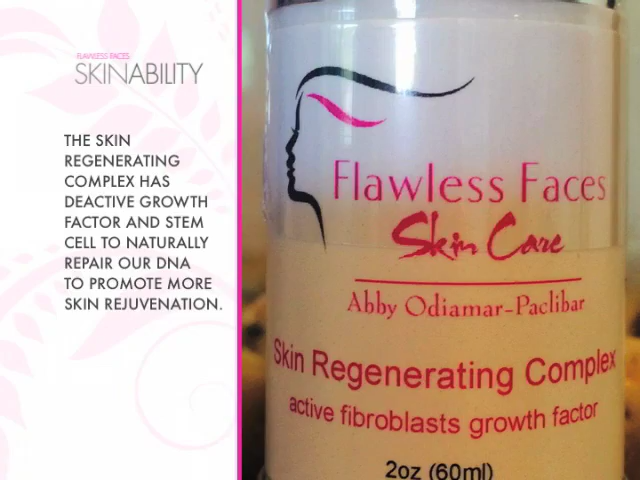 FLAWLESS FACES
SKINABILITY
THE SKIN
REGENERATING
COMPLEX HAS
DEACTIVE GROWTH
FACTOR AND STEM
CELL TO NATURALLY
REPAIR OUR DNA
TO PROMOTE MORE
SKIN REJUVENATION.
Flawless Faces
Skin Care
Abby Odiamar-Paclibar
Skin Regenerating Complex
active fibroblasts growth factor
2oz (60ml)